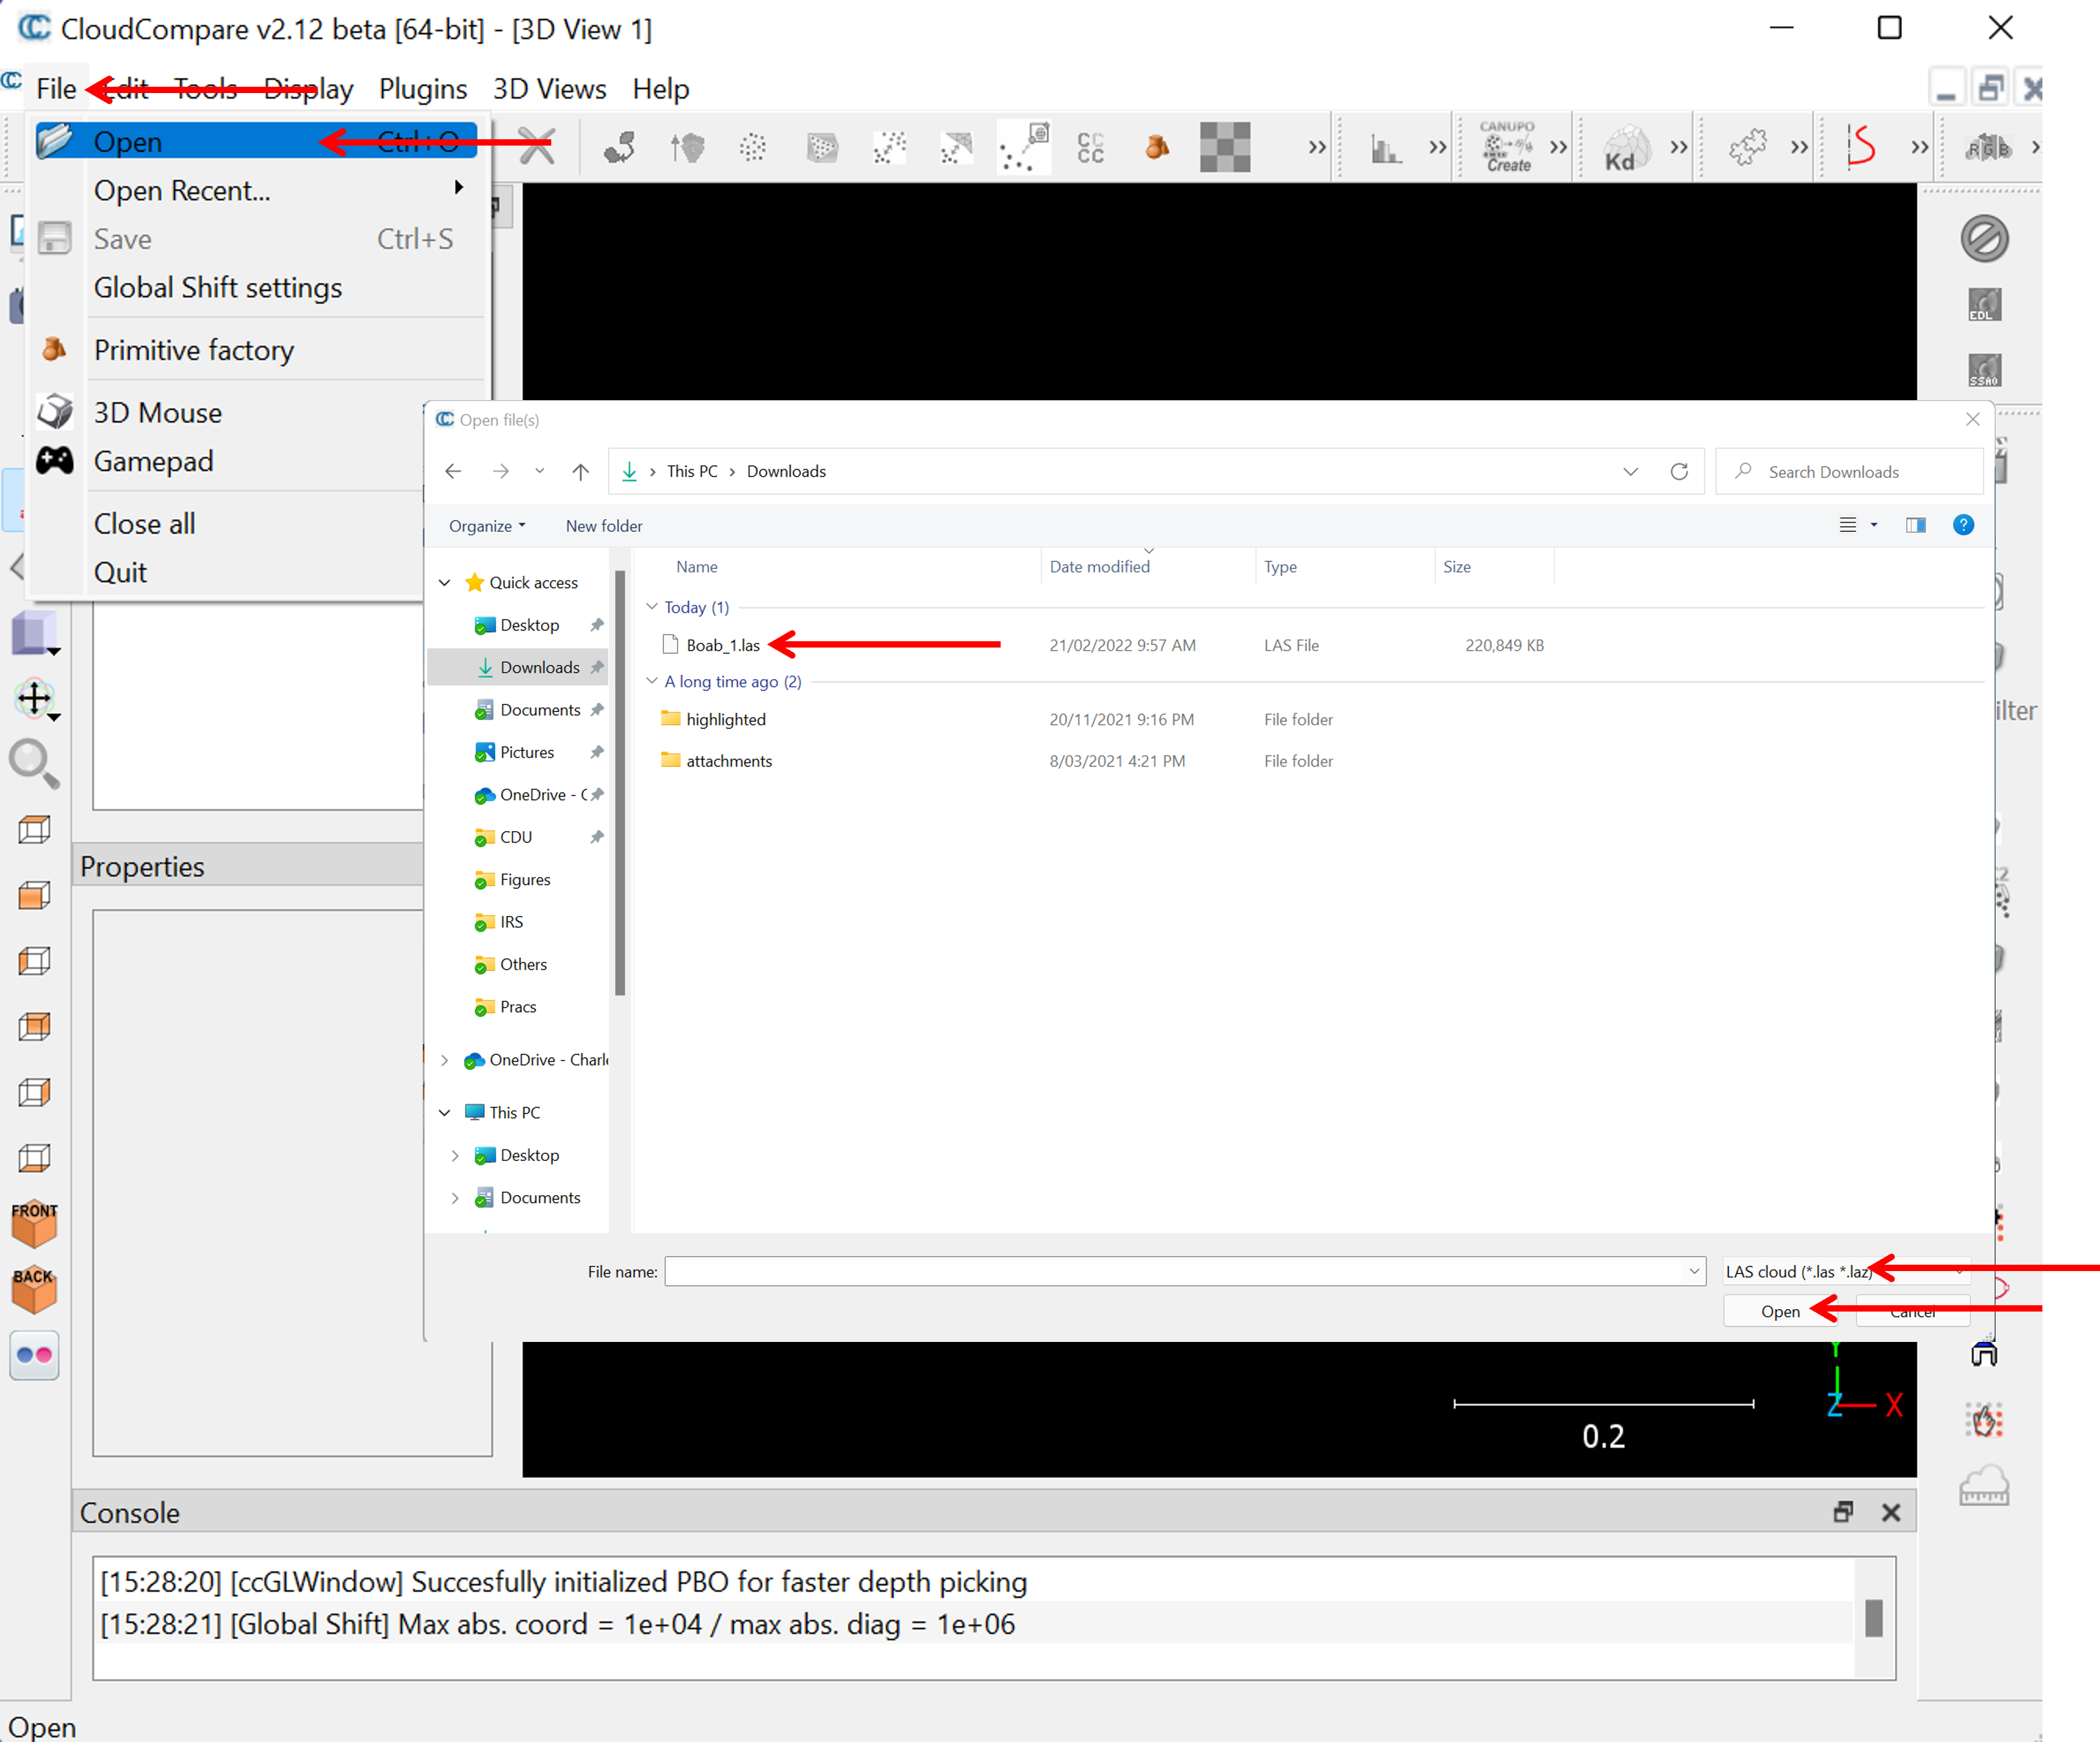 CloudCompare v2.12 beta [64-bit] - [3D View 1]
File Edit Tools Display Plugins 3D Views Help
Open Ctrl+O
Open Recent...
Save Ctrl+S
Global Shift settings
Primitive factory
3D Mouse
Gamepad
Close all
Quit
CC
CC
CANUPO
Create
Kd
RGB
EDL
SSAO
Open file(s)
This PC > Downloads
Search Downloads
Organize New folder
Name Date modified Type Size
Quick access
Desktop
Downloads
Documents
Pictures
OneDrive - C
CDU
Figures
IRS
Others
Pracs
OneDrive - Charle
This PC
Desktop
Documents
Today (1)
Boab_1.las 21/02/2022 9:57 AM LAS File 220,849 KB
A long time ago (2)
highlighted 20/11/2021 9:16 PM File folder
attachments 8/03/2021 4:21 PM File folder
File name: LAS cloud (*.las *.laz)
Open Cancel
ilter
Properties
FRONT
BACK
0.2
Y
Z X
Console
[15:28:20] [ccGLWindow] Succesfully initialized PBO for faster depth picking
[15:28:21] [Global Shift] Max abs. coord = 1e+04 / max abs. diag = 1e+06
Open